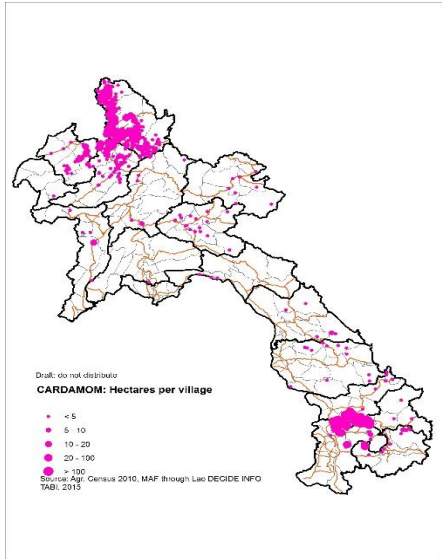 Draft: do not distribute
CARDAMOM: Hectares per village
< 5
5 - 10
10 - 20
20 - 100
> 100
Source: Agr. Census 2010, MAF through Lao DECIDE INFO
TABI, 2015